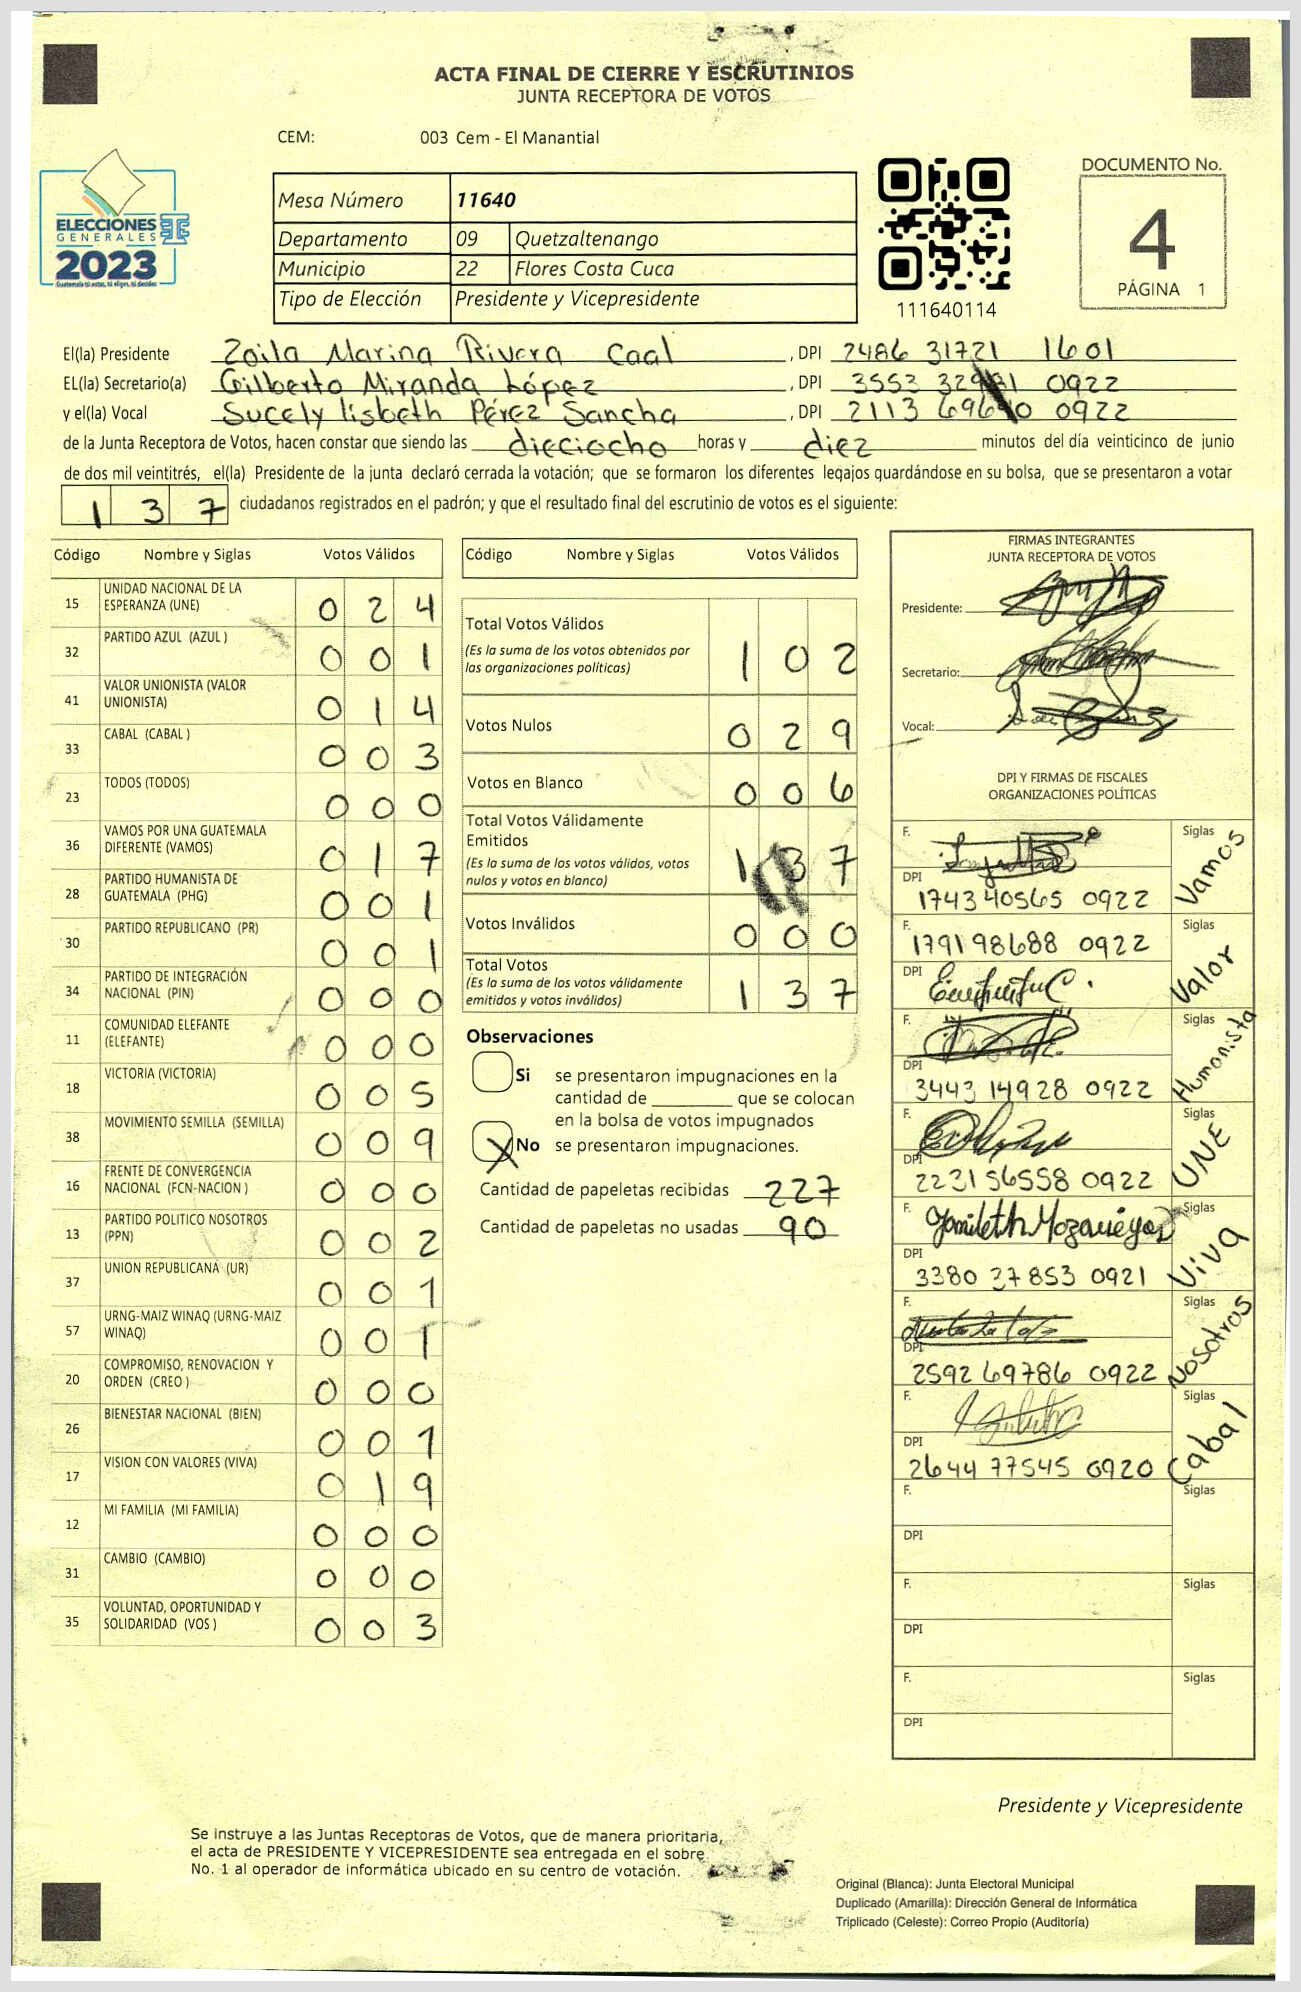 ACTA FINAL DE CIERRE Y ESCRUTINIOS
JUNTA RECEPTORA DE VOTOS
CEM: 003 Cem - El Manantial
ELECCIONES
GENERALES
2023
Guatemala tú estas, tú eliges, tú decides
Mesa Número 11640
Departamento 09 Quetzaltenango
Municipio 22 Flores Costa Cuca
Tipo de Elección Presidente y Vicepresidente
111640114
DOCUMENTO No.
4
PÁGINA 1
El(la) Presidente Zoila Marina Rivera Caal , DPI 2486 31721 1601
EL(la) Secretario(a) Gilberto Miranda López , DPI 3553 0922
y el(la) Vocal Sucely lisbeth Pérez Sancha , DPI 2113 0922
de la Junta Receptora de Votos, hacen constar que siendo las dieciocho horas y diez minutos del día veinticinco de junio
de dos mil veintitrés, el(la) Presidente de la junta declaró cerrada la votación; que se formaron los diferentes legajos guardándose en su bolsa, que se presentaron a votar
137 ciudadanos registrados en el padrón; y que el resultado final del escrutinio de votos es el siguiente:
Código Nombre y Siglas Votos Válidos
15 UNIDAD NACIONAL DE LA
ESPERANZA (UNE) 0 2 4
32 PARTIDO AZUL (AZUL ) 0 0 1
41 VALOR UNIONISTA (VALOR
UNIONISTA) 0 1 4
33 CABAL (CABAL ) 0 0 3
23 TODOS (TODOS) 0 0 0
36 VAMOS POR UNA GUATEMALA
DIFERENTE (VAMOS) 0 1 7
28 PARTIDO HUMANISTA DE
GUATEMALA (PHG) 0 0 1
30 PARTIDO REPUBLICANO (PR) 0 0 1
34 PARTIDO DE INTEGRACIÓN
NACIONAL (PIN) 0 0 0
11 COMUNIDAD ELEFANTE
(ELEFANTE) 0 0 0
18 VICTORIA (VICTORIA) 0 0 5
38 MOVIMIENTO SEMILLA (SEMILLA) 0 0 9
16 FRENTE DE CONVERGENCIA
NACIONAL (FCN-NACION ) 0 0 0
13 PARTIDO POLITICO NOSOTROS
(PPN) 0 0 2
37 UNION REPUBLICANA (UR) 0 0 1
57 URNG-MAIZ WINAQ (URNG-MAIZ
WINAQ) 0 0 1
20 COMPROMISO, RENOVACION Y
ORDEN (CREO ) 0 0 0
26 BIENESTAR NACIONAL (BIEN) 0 0 1
17 VISION CON VALORES (VIVA) 0 1 9
12 MI FAMILIA (MI FAMILIA) 0 0 0
31 CAMBIO (CAMBIO) 0 0 0
35 VOLUNTAD, OPORTUNIDAD Y
SOLIDARIDAD (VOS ) 0 0 3
Código Nombre y Siglas Votos Válidos
Total Votos Válidos
(Es la suma de los votos obtenidos por
las organizaciones políticas) 1 0 2
Votos Nulos 0 2 9
Votos en Blanco 0 0 6
Total Votos Válidamente
Emitidos
(Es la suma de los votos válidos, votos
nulos y votos en blanco) 1 3 7
Votos Inválidos 0 0 0
Total Votos
(Es la suma de los votos válidamente
emitidos y votos inválidos) 1 3 7
Observaciones
Si se presentaron impugnaciones en la
cantidad de ________ que se colocan
en la bolsa de votos impugnados
X No se presentaron impugnaciones.
Cantidad de papeletas recibidas 227
Cantidad de papeletas no usadas 90
FIRMAS INTEGRANTES
JUNTA RECEPTORA DE VOTOS
Presidente:
Secretario:
Vocal:
DPI Y FIRMAS DE FISCALES
ORGANIZACIONES POLÍTICAS
F. Siglas Vamos
DPI 1743 40565 0922
F. 1791 98688 0922 Siglas Valor
DPI
F. Siglas Humanista
DPI 3443 14928 0922
F. Siglas UNE
DPI 2231 56558 0922
F. Yamileth Mozariegos Siglas Viva
DPI 3380 37853 0921
F. Siglas Nosotros
DPI 2592 69786 0922
F. Siglas Cabal
DPI 2644 77545 0920
F. Siglas
DPI
F. Siglas
DPI
F. Siglas
DPI
Presidente y Vicepresidente
Se instruye a las Juntas Receptoras de Votos, que de manera prioritaria,
el acta de PRESIDENTE Y VICEPRESIDENTE sea entregada en el sobre
No. 1 al operador de informática ubicado en su centro de votación.
Original (Blanca): Junta Electoral Municipal
Duplicado (Amarilla): Dirección General de Informática
Triplicado (Celeste): Correo Propio (Auditoría)